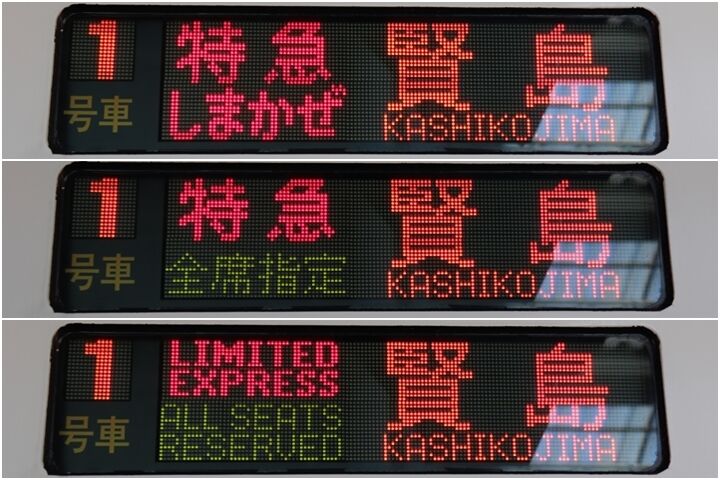 1
号車
特急
しまかぜ
賢島
KASHIKOJIMA
1
号車
特急
全席指定
賢島
KASHIKOJIMA
1
号車
LIMITED
EXPRESS
ALL SEATS
RESERVED
賢島
KASHIKOJIMA